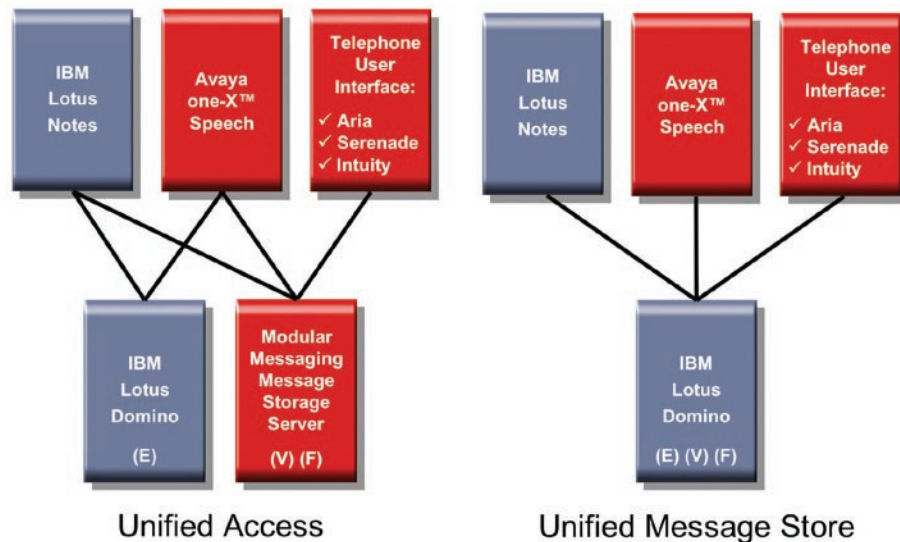 IBM
Lotus
Notes
Avaya
one-X™
Speech
Telephone
User
Interface:
✓ Aria
✓ Serenade
✓ Intuity
IBM
Lotus
Domino
(E)
Modular
Messaging
Message
Storage
Server
(V) (F)
Unified Access
IBM
Lotus
Notes
Avaya
one-X™
Speech
Telephone
User
Interface:
✓ Aria
✓ Serenade
✓ Intuity
IBM
Lotus
Domino
(E) (V) (F)
Unified Message Store